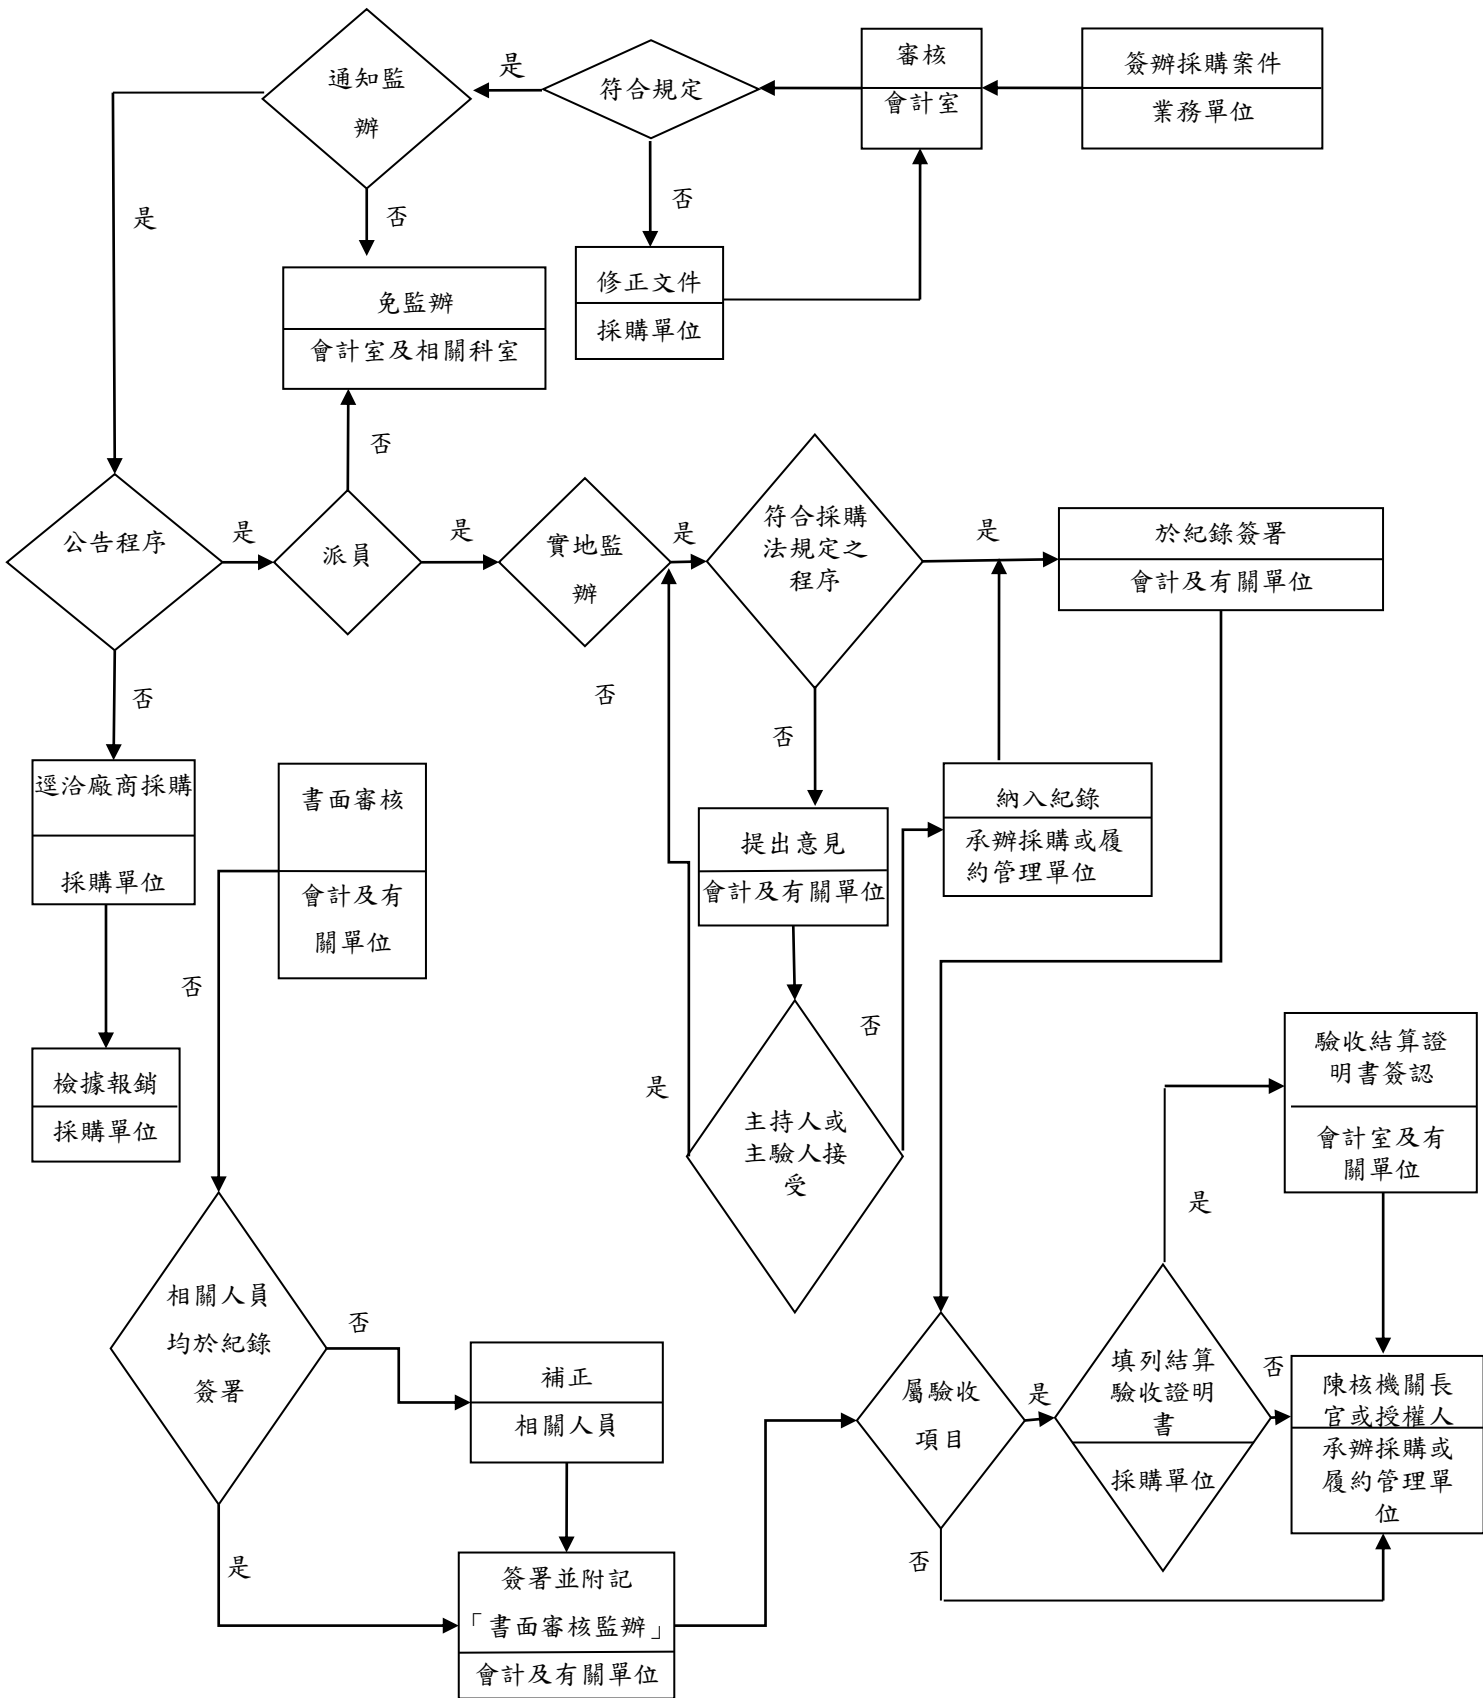 通知監
辦
是
符合規定
審核
會計室
簽辦採購案件
業務單位
是
否
否
免監辦
會計室及相關科室
修正文件
採購單位
否
公告程序
是
派員
是
實地監
辦
是
符合採購
法規定之
程序
是
於紀錄簽署
會計及有關單位
否
否
否
逕洽廠商採購
採購單位
書面審核
會計及有
關單位
提出意見
會計及有關單位
納入紀錄
承辦採購或履
約管理單位
否
否
檢據報銷
採購單位
是
主持人或
主驗人接
受
驗收結算證
明書簽認
會計室及有
關單位
是
相關人員
均於紀錄
簽署
否
補正
相關人員
屬驗收
項目
是
填列結算
驗收證明
書
採購單位
否
陳核機關長
官或授權人
承辦採購或
履約管理單
位
是
否
簽署並附記
「書面審核監辦」
會計及有關單位